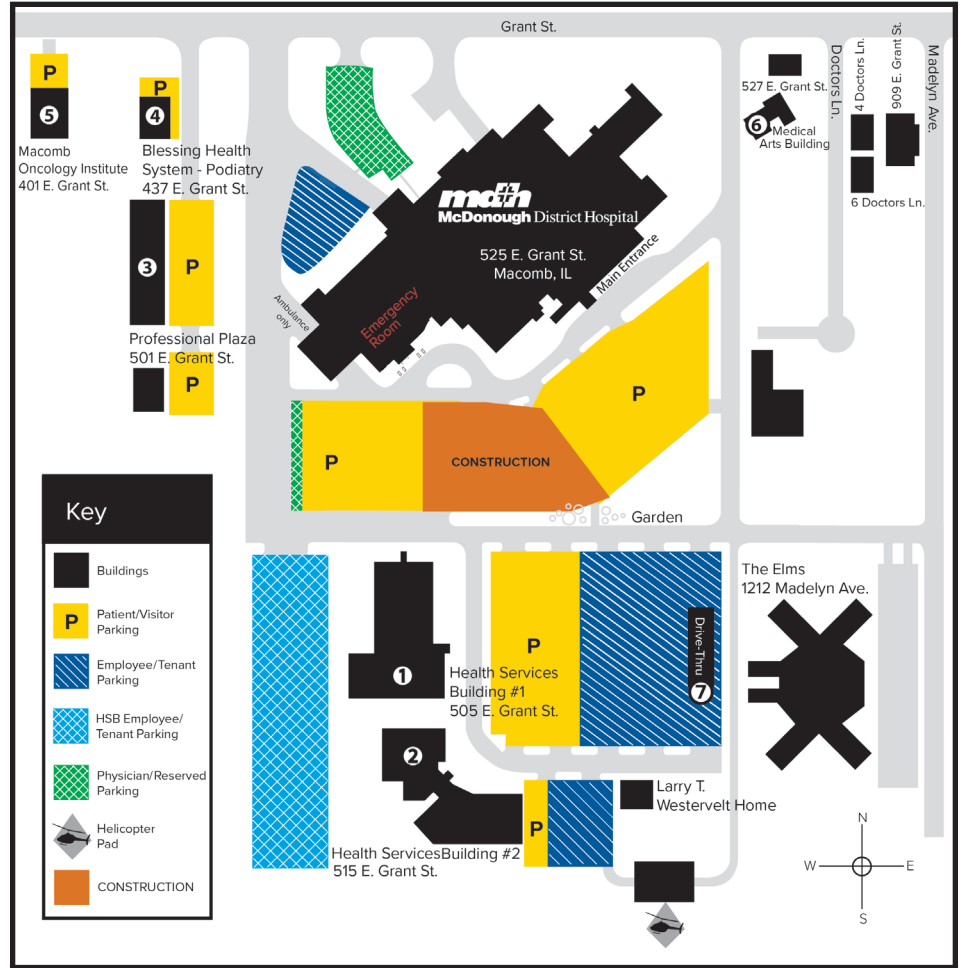 Grant St.
P
5
Macomb
Oncology Institute
401 E. Grant St.
P
4
Blessing Health
System - Podiatry
437 E. Grant St.
3
P
Professional Plaza
501 E. Grant St.
P
mdh
McDonough District Hospital
525 E. Grant St.
Macomb, IL
Main Entrance
Emergency
Room
Ambulance
only
527 E. Grant St.
6
Medical
Arts Building
Doctors Ln.
4 Doctors Ln.
909 E. Grant St.
Madelyn Ave.
6 Doctors Ln.
P
P
CONSTRUCTION
Garden
Key
Buildings
P
Patient/Visitor
Parking
Employee/Tenant
Parking
HSB Employee/
Tenant Parking
Physician/Reserved
Parking
Helicopter
Pad
CONSTRUCTION
1
Health Services
Building #1
505 E. Grant St.
P
Drive-Thru
7
The Elms
1212 Madelyn Ave.
2
Health ServicesBuilding #2
515 E. Grant St.
P
Larry T.
Westervelt Home
N
W
E
S